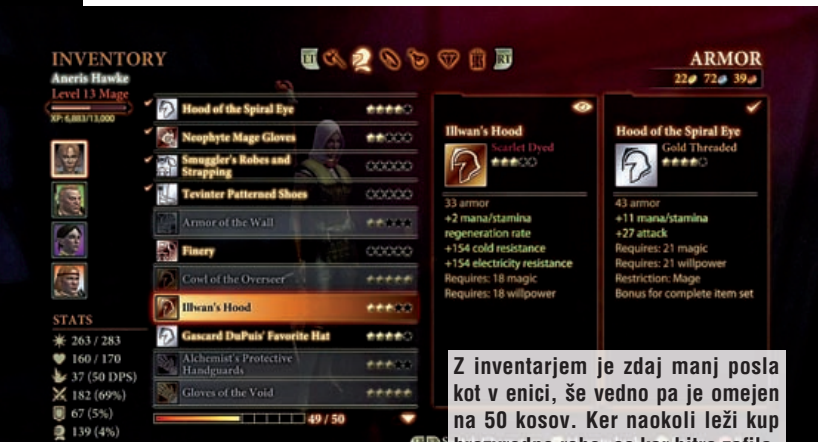 INVENTORY
Aneris Hawke
Level 13 Mage
XP: 6,883/13,000
LT
RT
ARMOR
22 72 39
Hood of the Spiral Eye
Neophyte Mage Gloves
Smuggler's Robes and
Strapping
Tevinter Patterned Shoes
Armor of the Wall
Finery
Cowl of the Overseer
Illwan's Hood
Gascard DuPuis' Favorite Hat
Alchemist's Protective
Handguards
Gloves of the Void
49 / 50
STATS
263 / 283
160 / 170
37 (50 DPS)
182 (69%)
67 (5%)
139 (4%)
Illwan's Hood
Scarlet Dyed
33 armor
+2 mana/stamina
regeneration rate
+154 cold resistance
+154 electricity resistance
Requires: 18 magic
Requires: 18 willpower
Hood of the Spiral Eye
Gold Threaded
43 armor
+11 mana/stamina
+27 attack
Requires: 21 magic
Requires: 21 willpower
Restriction: Mage
Bonus for complete item set
Z inventarjem je zdaj manj posla
kot v enici, še vedno pa je omejen
na 50 kosov. Ker naokoli leži kup